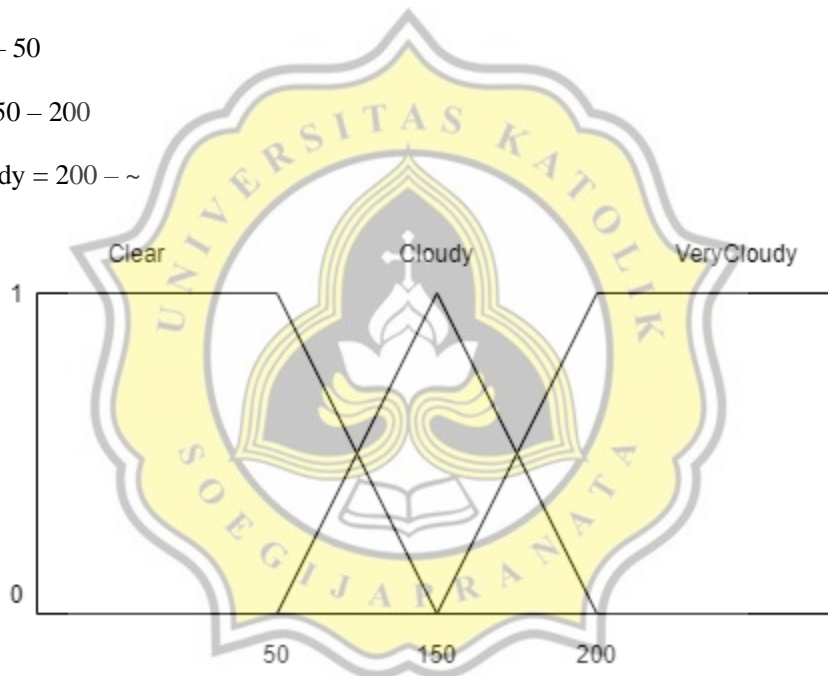 – 50
50 – 200
dy = 200 – ~
Clear Cloudy VeryCloudy
1
0
50 150 200
UNIVERSITAS KATOLIK
SOEGIJAPRANATA